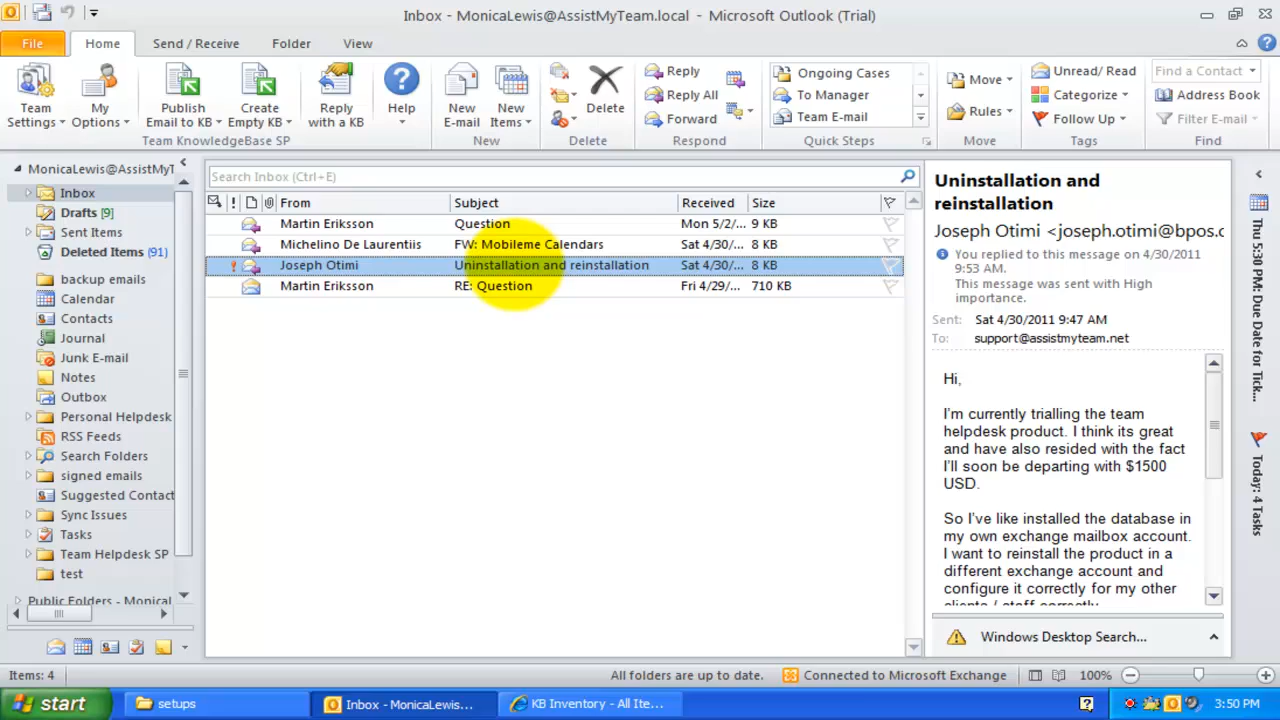 Inbox - MonicaLewis@AssistMyTeam.local - Microsoft Outlook (Trial)
File Home Send / Receive Folder View
Team Settings
My Options
Publish Email to KB
Create Empty KB
Reply with a KB
Help
Team KnowledgeBase SP
New E-mail
New Items
New
Delete
Delete
Reply
Reply All
Forward
Respond
Ongoing Cases
To Manager
Team E-mail
Quick Steps
Move
Rules
Move
Unread/ Read
Categorize
Follow Up
Tags
Find a Contact
Address Book
Filter E-mail
Find
MonicaLewis@AssistMyT
Inbox
Drafts [9]
Sent Items
Deleted Items (91)
backup emails
Calendar
Contacts
Journal
Junk E-mail
Notes
Outbox
Personal Helpdesk
RSS Feeds
Search Folders
signed emails
Suggested Contact
Sync Issues
Tasks
Team Helpdesk SP
test
Public Folders - Monical
Search Inbox (Ctrl+E)
! From Subject Received Size
Martin Eriksson Question Mon 5/2/... 9 KB
Michelino De Laurentiis FW: Mobileme Calendars Sat 4/30/... 8 KB
! Joseph Otimi Uninstallation and reinstallation Sat 4/30/... 8 KB
Martin Eriksson RE: Question Fri 4/29/... 710 KB
Uninstallation and
reinstallation
Joseph Otimi <joseph.otimi@bpos.c
You replied to this message on 4/30/2011
9:53 AM.
This message was sent with High
importance.
Sent: Sat 4/30/2011 9:47 AM
To: support@assistmyteam.net
Hi,
I'm currently trialling the team
helpdesk product. I think its great
and have also resided with the fact
I'll soon be departing with $1500
USD.
So I've like installed the database in
my own exchange mailbox account.
I want to reinstall the product in a
different exchange account and
configure it correctly for my other
clients / staff correctly
Windows Desktop Search...
Thu 5:30 PM: Due Date for Tick...
Today: 4 Tasks
Items: 4
All folders are up to date.
Connected to Microsoft Exchange
100%
start
setups
Inbox - MonicaLewis...
KB Inventory - All Ite...
3:50 PM